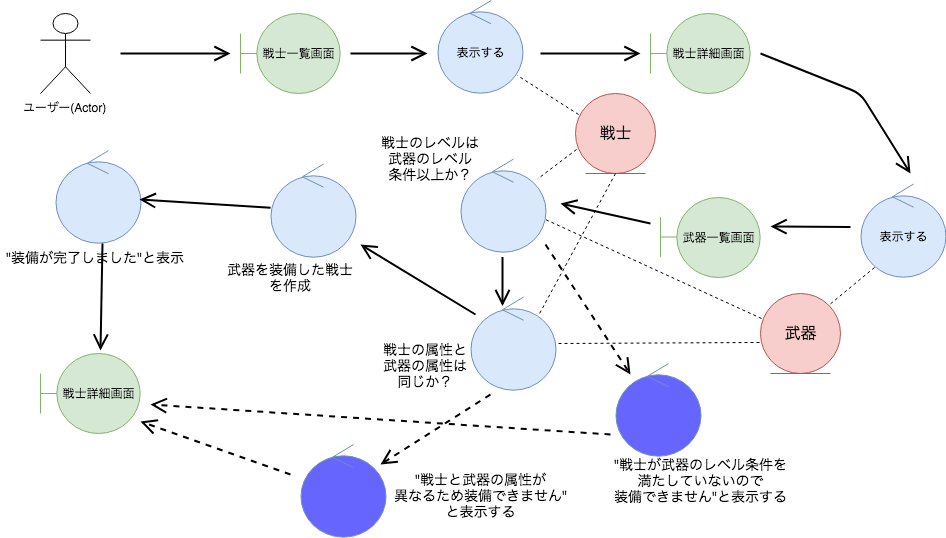 ユーザー(Actor)
戦士一覧画面
表示する
戦士詳細画面
戦士
戦士のレベルは
武器のレベル
条件以上か？
武器一覧画面
表示する
"装備が完了しました"と表示
武器を装備した戦士
を作成
武器
戦士の属性と
武器の属性は
同じか？
戦士詳細画面
"戦士と武器の属性が
異なるため装備できません"
と表示する
"戦士が武器のレベル条件を
満たしていないので
装備できません"と表示する